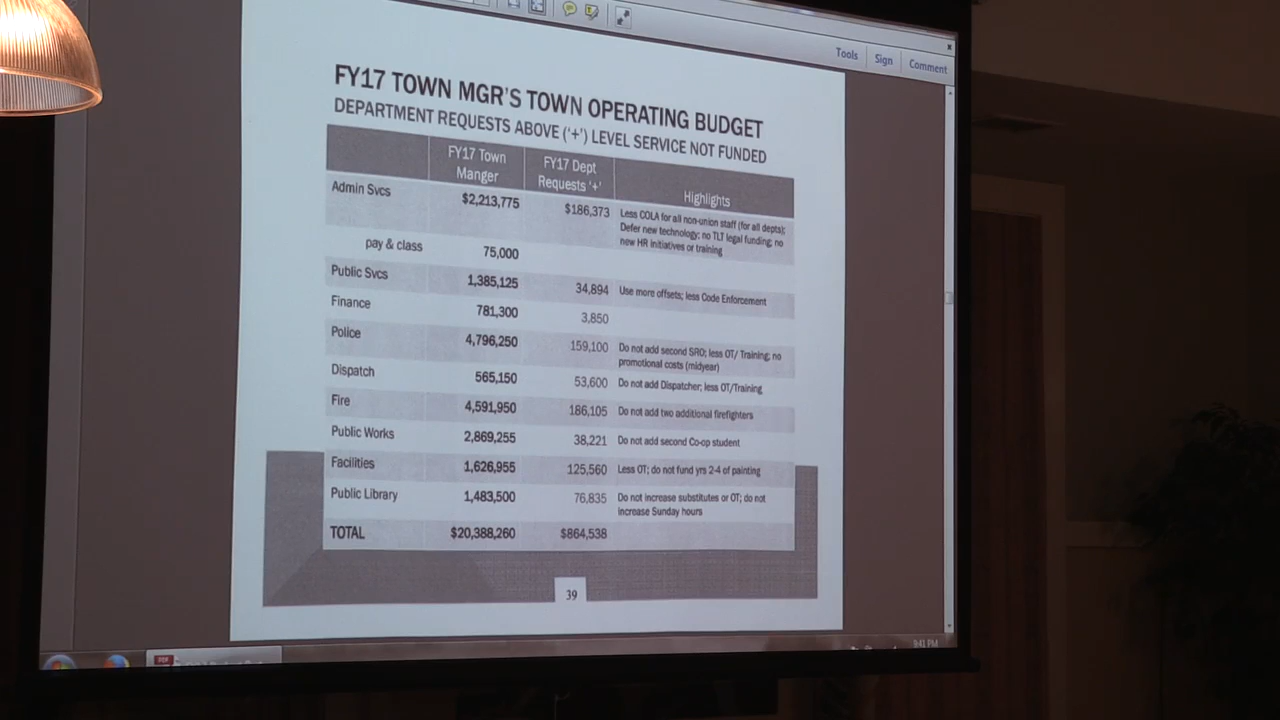 Tools Sign Comment
FY17 TOWN MGR'S TOWN OPERATING BUDGET
DEPARTMENT REQUESTS ABOVE ('+') LEVEL SERVICE NOT FUNDED
FY17 Town
Manger
FY17 Dept
Requests '+'
Highlights
Admin Svcs $2,213,775 $186,373 Less COLA for all non-union staff (for all depts);
Defer new technology; no TLT legal funding; no
new HR initiatives or training
pay & class 75,000
Public Svcs 1,385,125 34,894 Use more offsets; less Code Enforcement
Finance 781,300 3,850
Police 4,796,250 159,100 Do not add second SRO; less OT/ Training; no
promotional costs (midyear)
Dispatch 565,150 53,600 Do not add Dispatcher; less OT/Training
Fire 4,591,950 186,105 Do not add two additional firefighters
Public Works 2,869,255 38,221 Do not add second Co-op student
Facilities 1,626,955 125,560 Less OT; do not fund yrs 2-4 of painting
Public Library 1,483,500 76,835 Do not increase substitutes or OT; do not
increase Sunday hours
TOTAL $20,388,260 $864,538
39
PDF
9:41 PM